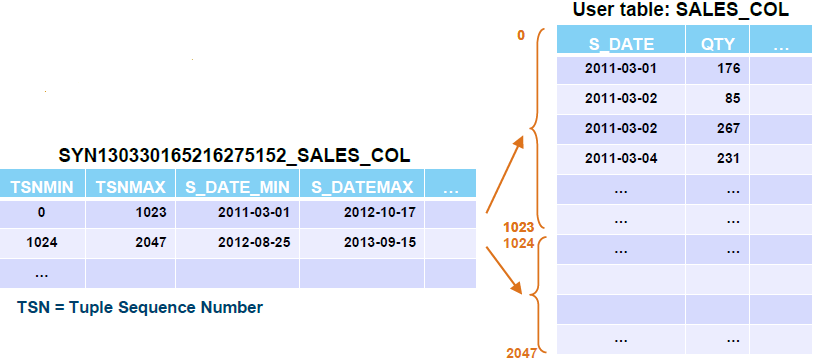 User table: SALES_COL
0
S_DATE QTY …
2011-03-01 176
2011-03-02 85
2011-03-02 267
2011-03-04 231
… …
… …
1023
1024
… …
… …
2047
SYN130330165216275152_SALES_COL
TSNMIN TSNMAX S_DATE_MIN S_DATEMAX …
0 1023 2011-03-01 2012-10-17
1024 2047 2012-08-25 2013-09-15
…
TSN = Tuple Sequence Number